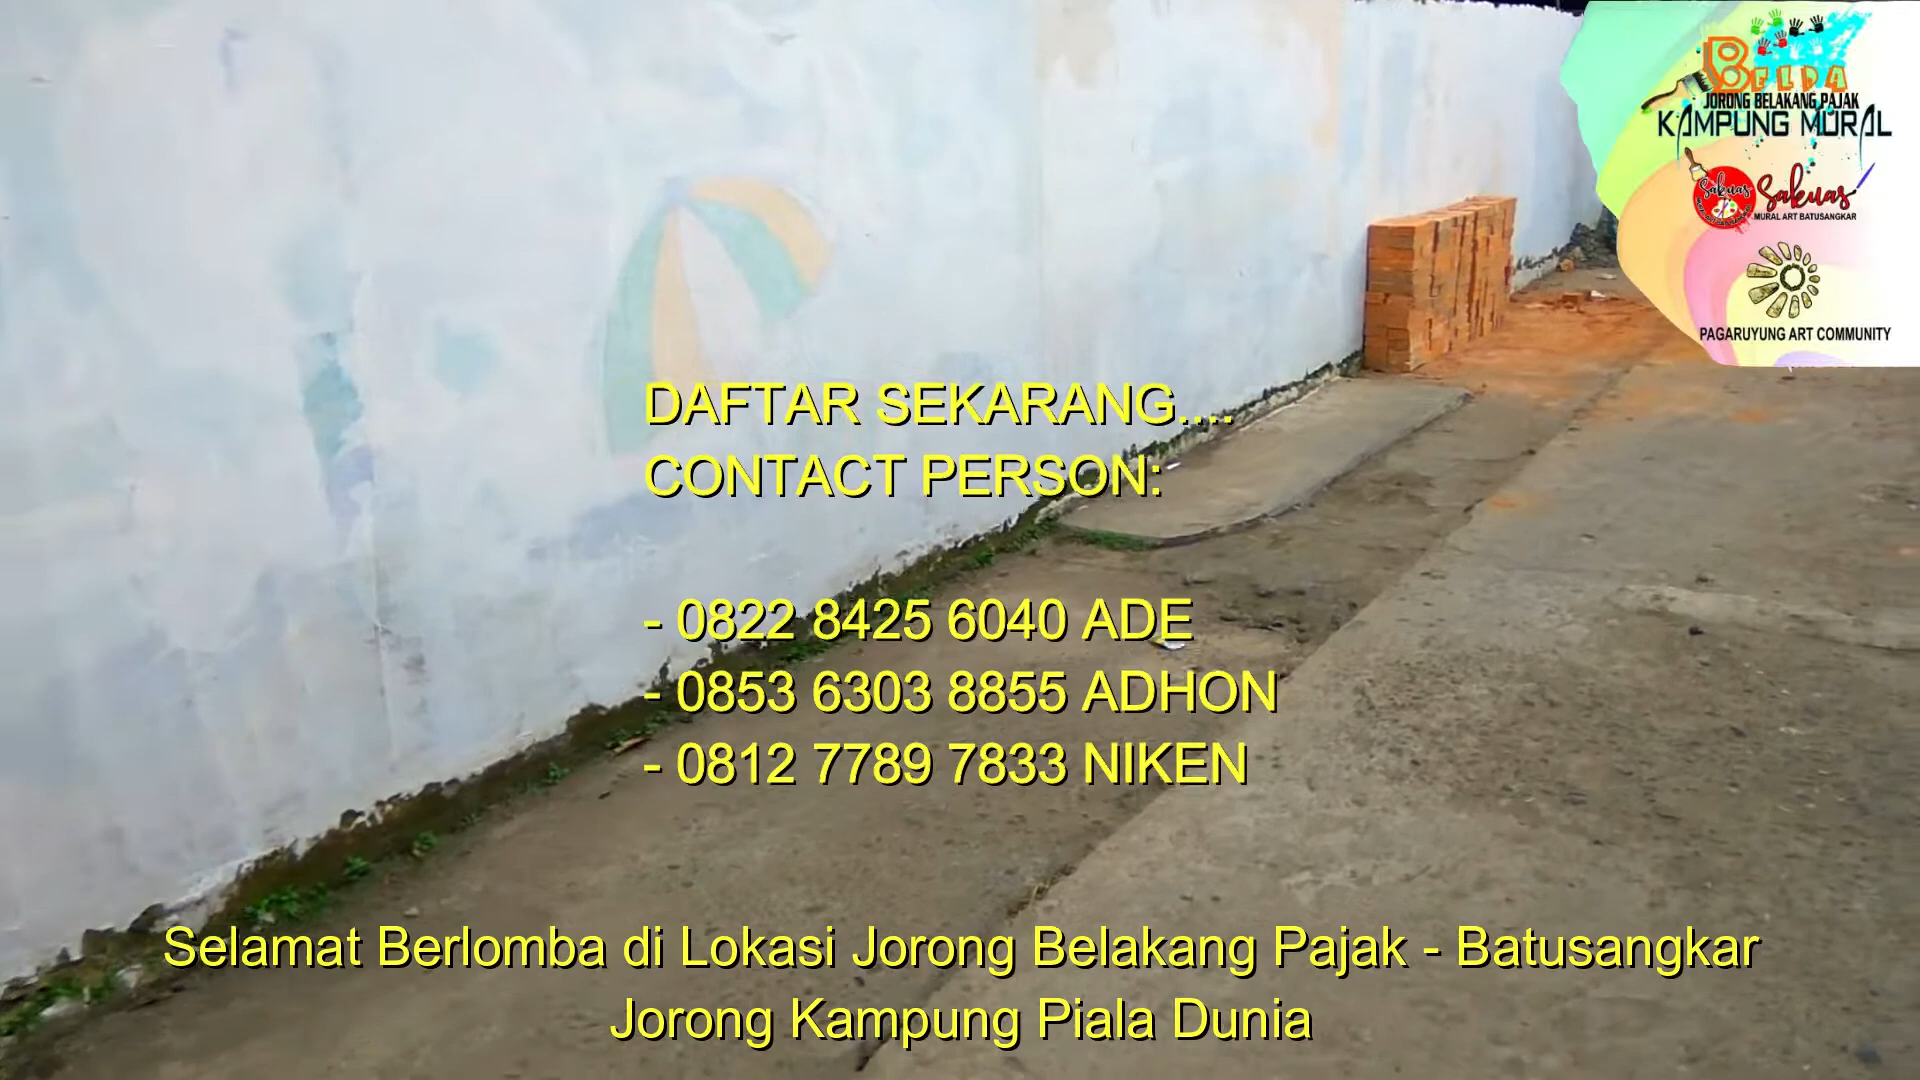 BELPA
JORONG BELAKANG PAJAK
KAMPUNG MURAL
Sakuas
Sakuas
MURAL ART BATUSANGKAR
PAGARUYUNG ART COMMUNITY
DAFTAR SEKARANG....
CONTACT PERSON:
- 0822 8425 6040 ADE
- 0853 6303 8855 ADHON
- 0812 7789 7833 NIKEN
Selamat Berlomba di Lokasi Jorong Belakang Pajak - Batusangkar
Jorong Kampung Piala Dunia